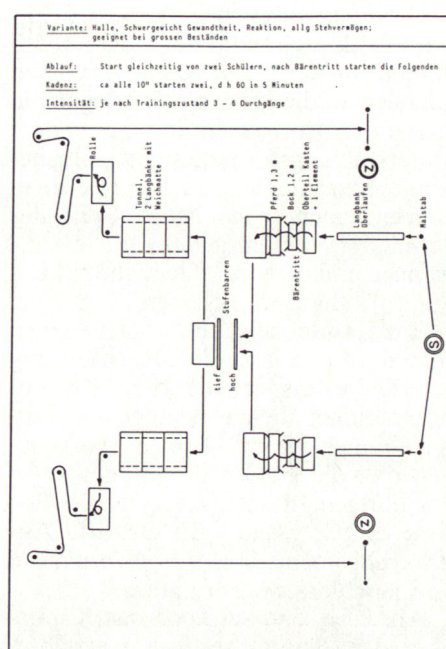 Variante: Halle, Schwergewicht Gewandtheit, Reaktion, allg Stehvermögen;
geeignet bei grossen Beständen
Ablauf: Start gleichzeitig von zwei Schülern, nach Bärentritt starten die Folgenden
Kadenz: ca alle 10" starten zwei, d h 60 in 5 Minuten
Intensität: je nach Trainingszustand 3 - 6 Durchgänge
Rolle
Tunnel,
2 Langbänke mit
Weichmatte
Pferd 1,3 m
Bock 1,2 m
Oberteil Kasten
+ 1 Element
Bärentritt
Langbank
überlaufen
Malstab
Z
Stufenbarren
tief
hoch
S
Z